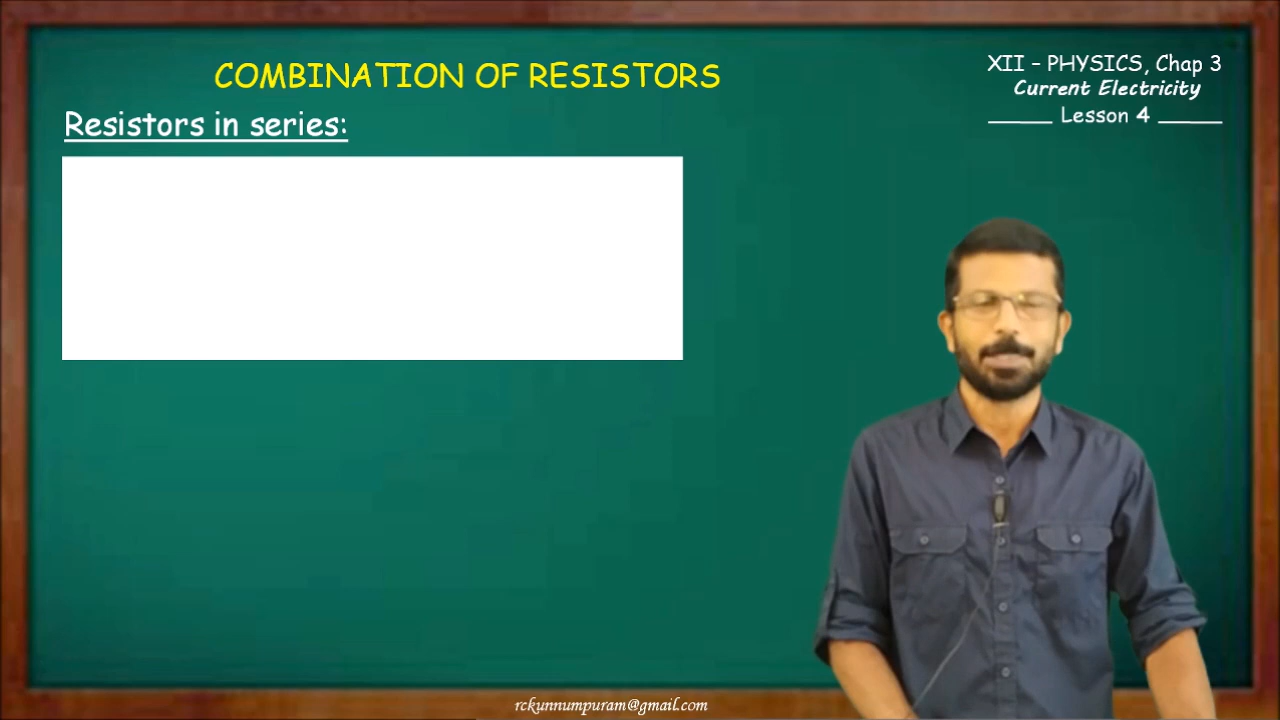 COMBINATION OF RESISTORS
XII – PHYSICS, Chap 3
Current Electricity
Lesson 4
Resistors in series:
rckunnumpuram@gmail.com